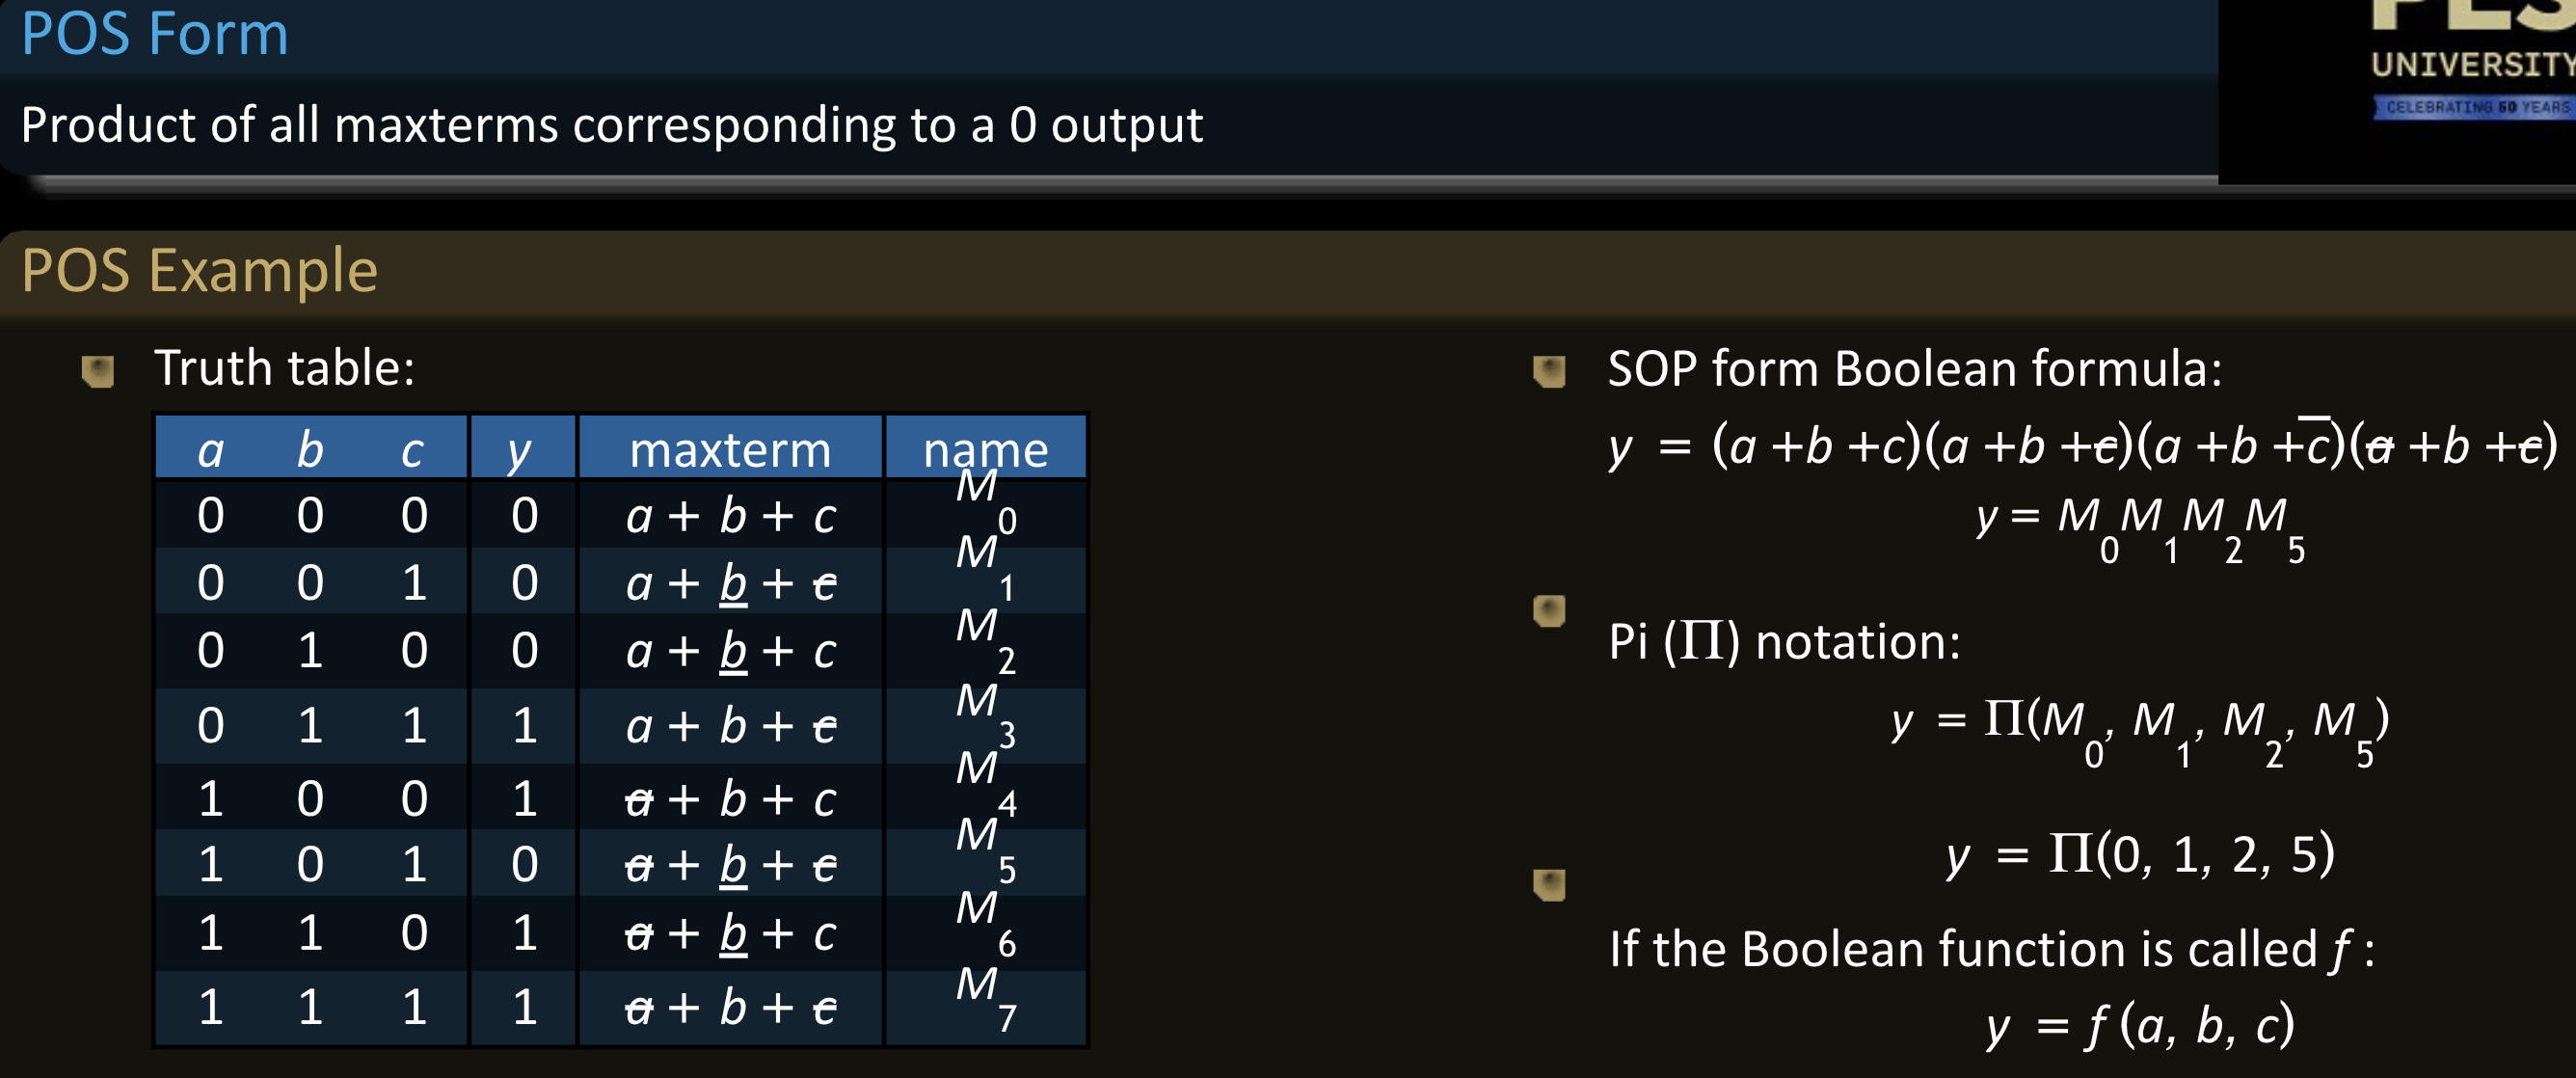 POS Form
PES
UNIVERSITY
CELEBRATING 50 YEARS
Product of all maxterms corresponding to a 0 output
POS Example
Truth table:
a b c y maxterm name
0 0 0 0 a + b + c M0
0 0 1 0 a + b̲ + c̶ M1
0 1 0 0 a + b̲ + c M2
0 1 1 1 a + b + c̶ M3
1 0 0 1 a̶ + b + c M4
1 0 1 0 a̶ + b̲ + c̶ M5
1 1 0 1 a̶ + b̲ + c M6
1 1 1 1 a̶ + b + c̶ M7
SOP form Boolean formula:
y = (a +b +c)(a +b +c̶)(a +b +c̅)(a̶ +b +c̶)
y = M0M1M2M5
Pi (Π) notation:
y = Π(M0, M1, M2, M5)
y = Π(0, 1, 2, 5)
If the Boolean function is called f :
y = f (a, b, c)